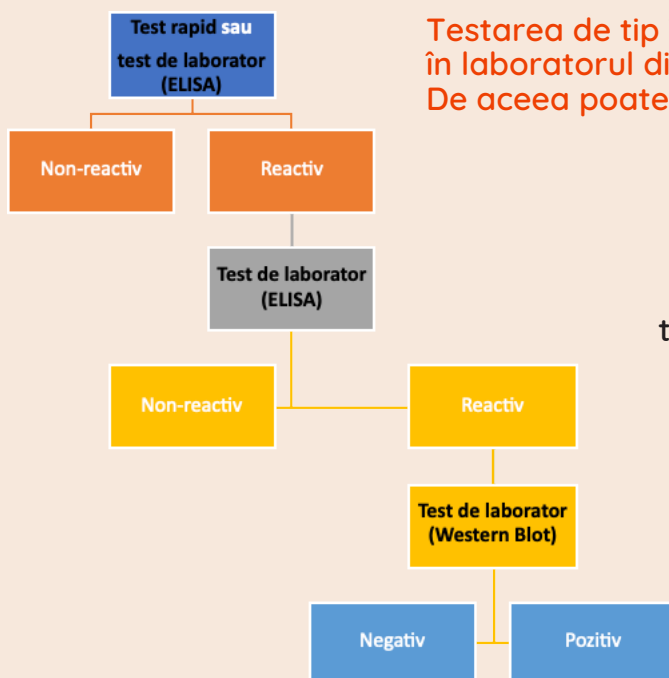 Test rapid sau
test de laborator
(ELISA)
Testarea de tip
în laboratorul di
De aceea poate
Non-reactiv
Reactiv
Test de laborator
(ELISA)
t
Non-reactiv
Reactiv
Test de laborator
(Western Blot)
Negativ
Pozitiv